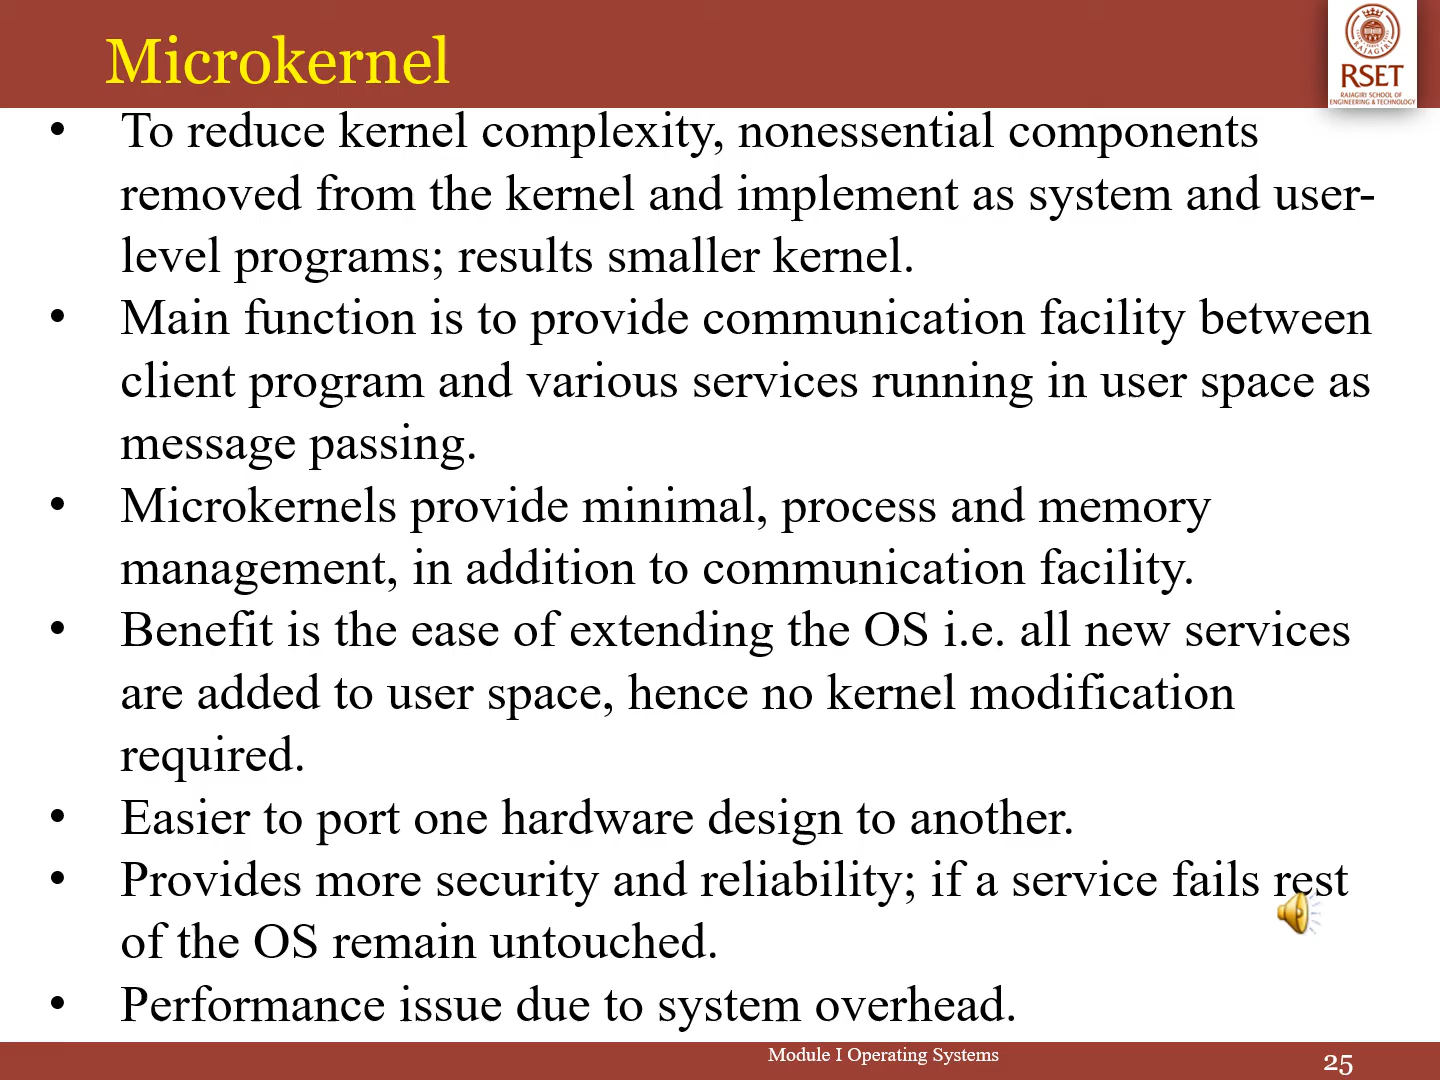 Microkernel
RAJAGIRI
RSET
RAJAGIRI SCHOOL OF
ENGINEERING & TECHNOLOGY
• To reduce kernel complexity, nonessential components
removed from the kernel and implement as system and user-
level programs; results smaller kernel.
• Main function is to provide communication facility between
client program and various services running in user space as
message passing.
• Microkernels provide minimal, process and memory
management, in addition to communication facility.
• Benefit is the ease of extending the OS i.e. all new services
are added to user space, hence no kernel modification
required.
• Easier to port one hardware design to another.
• Provides more security and reliability; if a service fails rest
of the OS remain untouched.
• Performance issue due to system overhead.
Module I Operating Systems
25